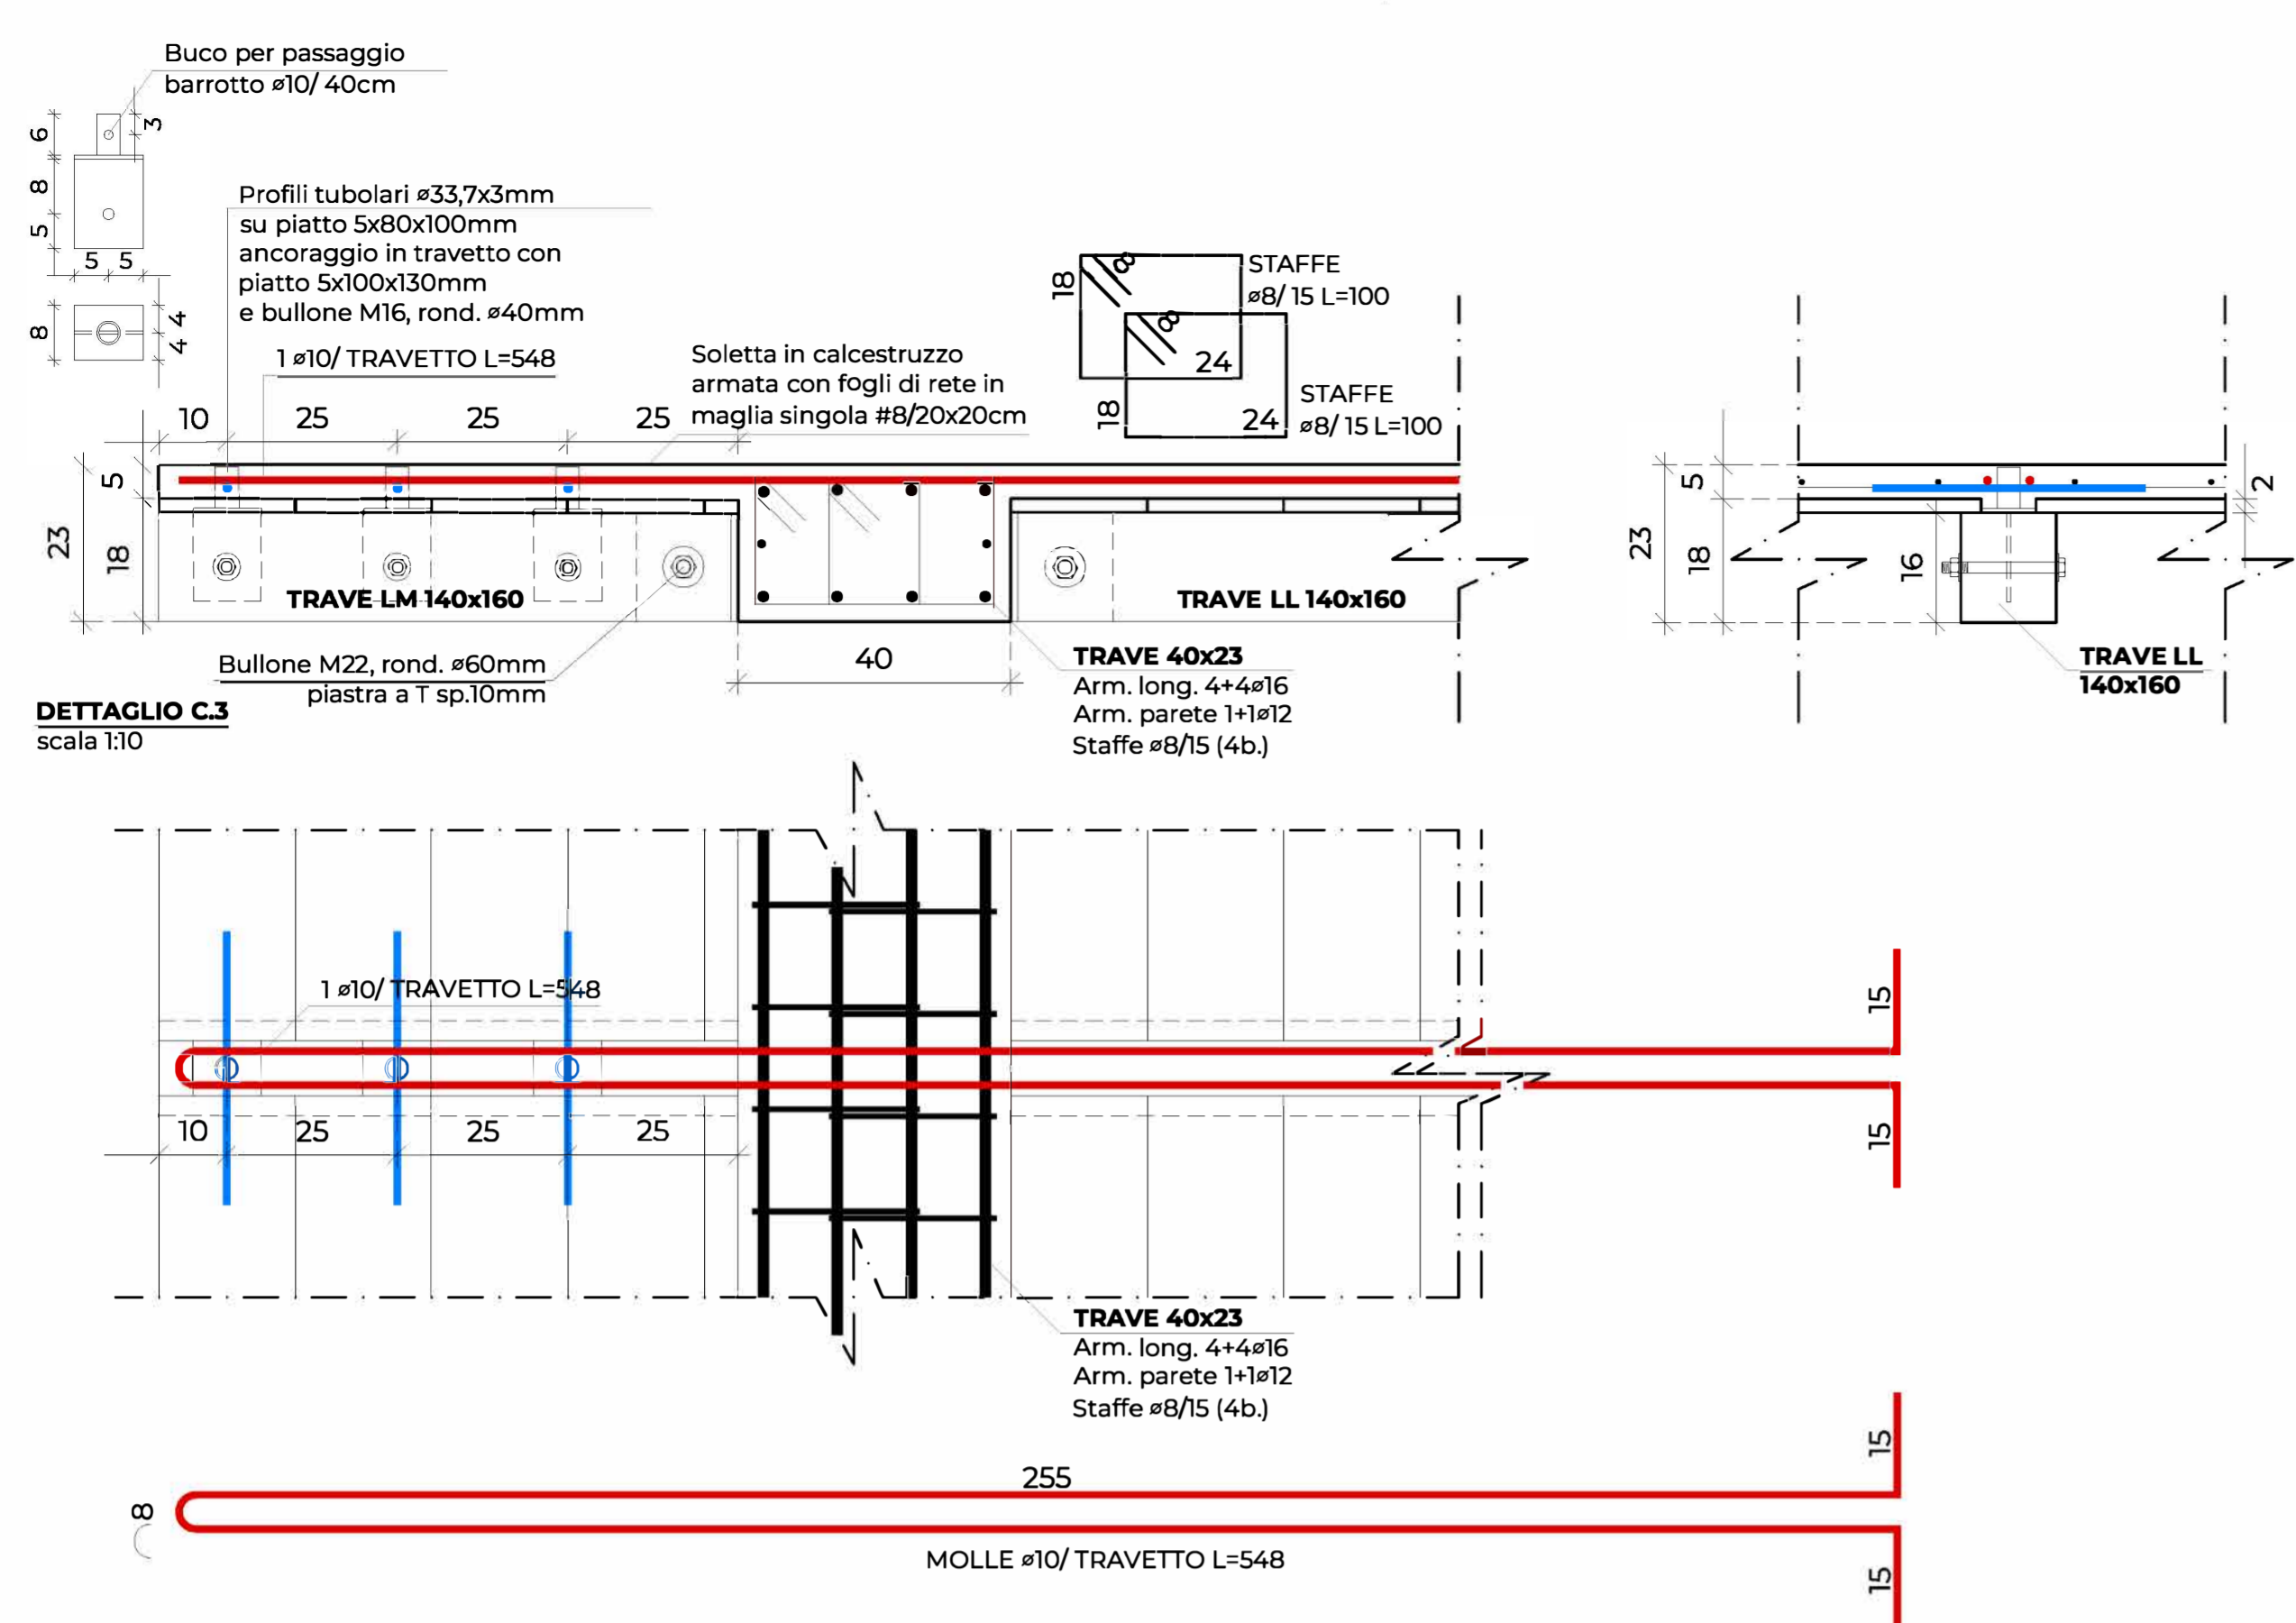 Buco per passaggio
barrotto ø10/ 40cm
6
3
8
5
5 5
8
4
4
Profili tubolari ø33,7x3mm
su piatto 5x80x100mm
ancoraggio in travetto con
piatto 5x100x130mm
e bullone M16, rond. ø40mm
1 ø10/ TRAVETTO L=548
10 25 25 25
Soletta in calcestruzzo
armata con fogli di rete in
maglia singola #8/20x20cm
18
8
24
STAFFE
ø8/ 15 L=100
18
8
24
STAFFE
ø8/ 15 L=100
5
23
18
TRAVE LM 140x160
TRAVE LL 140x160
Bullone M22, rond. ø60mm
piastra a T sp.10mm
40
TRAVE 40x23
Arm. long. 4+4ø16
Arm. parete 1+1ø12
Staffe ø8/15 (4b.)
5
23
18
16
2
TRAVE LL
140x160
DETTAGLIO C.3
scala 1:10
1 ø10/ TRAVETTO L=548
10 25 25 25
15
15
TRAVE 40x23
Arm. long. 4+4ø16
Arm. parete 1+1ø12
Staffe ø8/15 (4b.)
255
8
15
15
MOLLE ø10/ TRAVETTO L=548